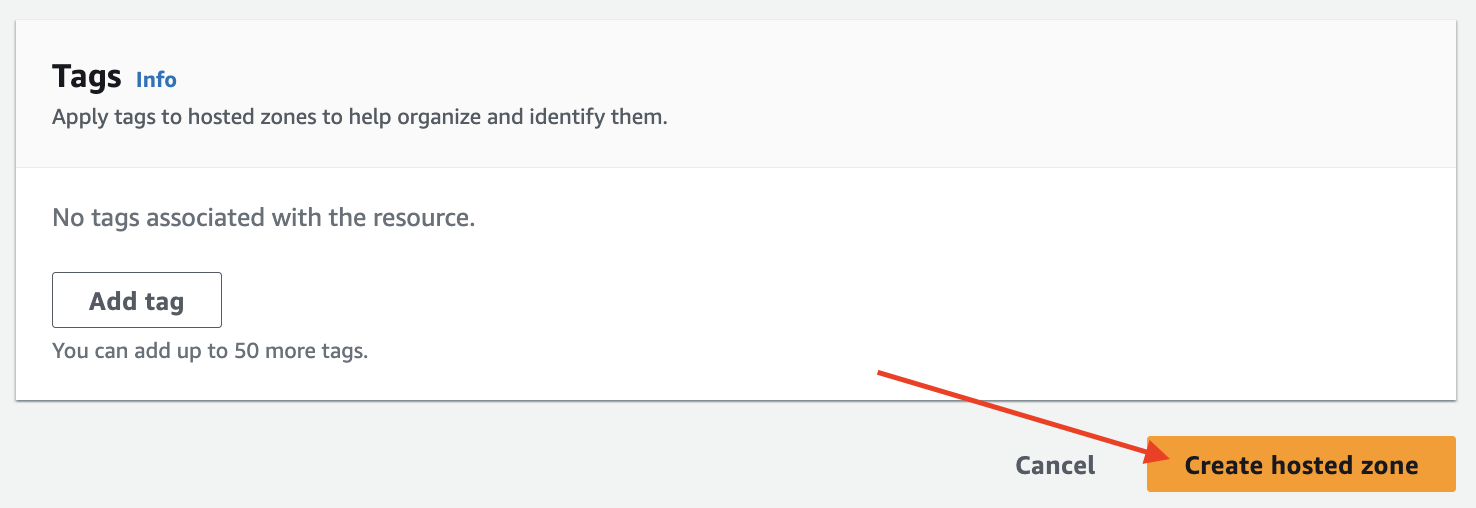 Tags Info
Apply tags to hosted zones to help organize and identify them.
No tags associated with the resource.
Add tag
You can add up to 50 more tags.
Cancel Create hosted zone